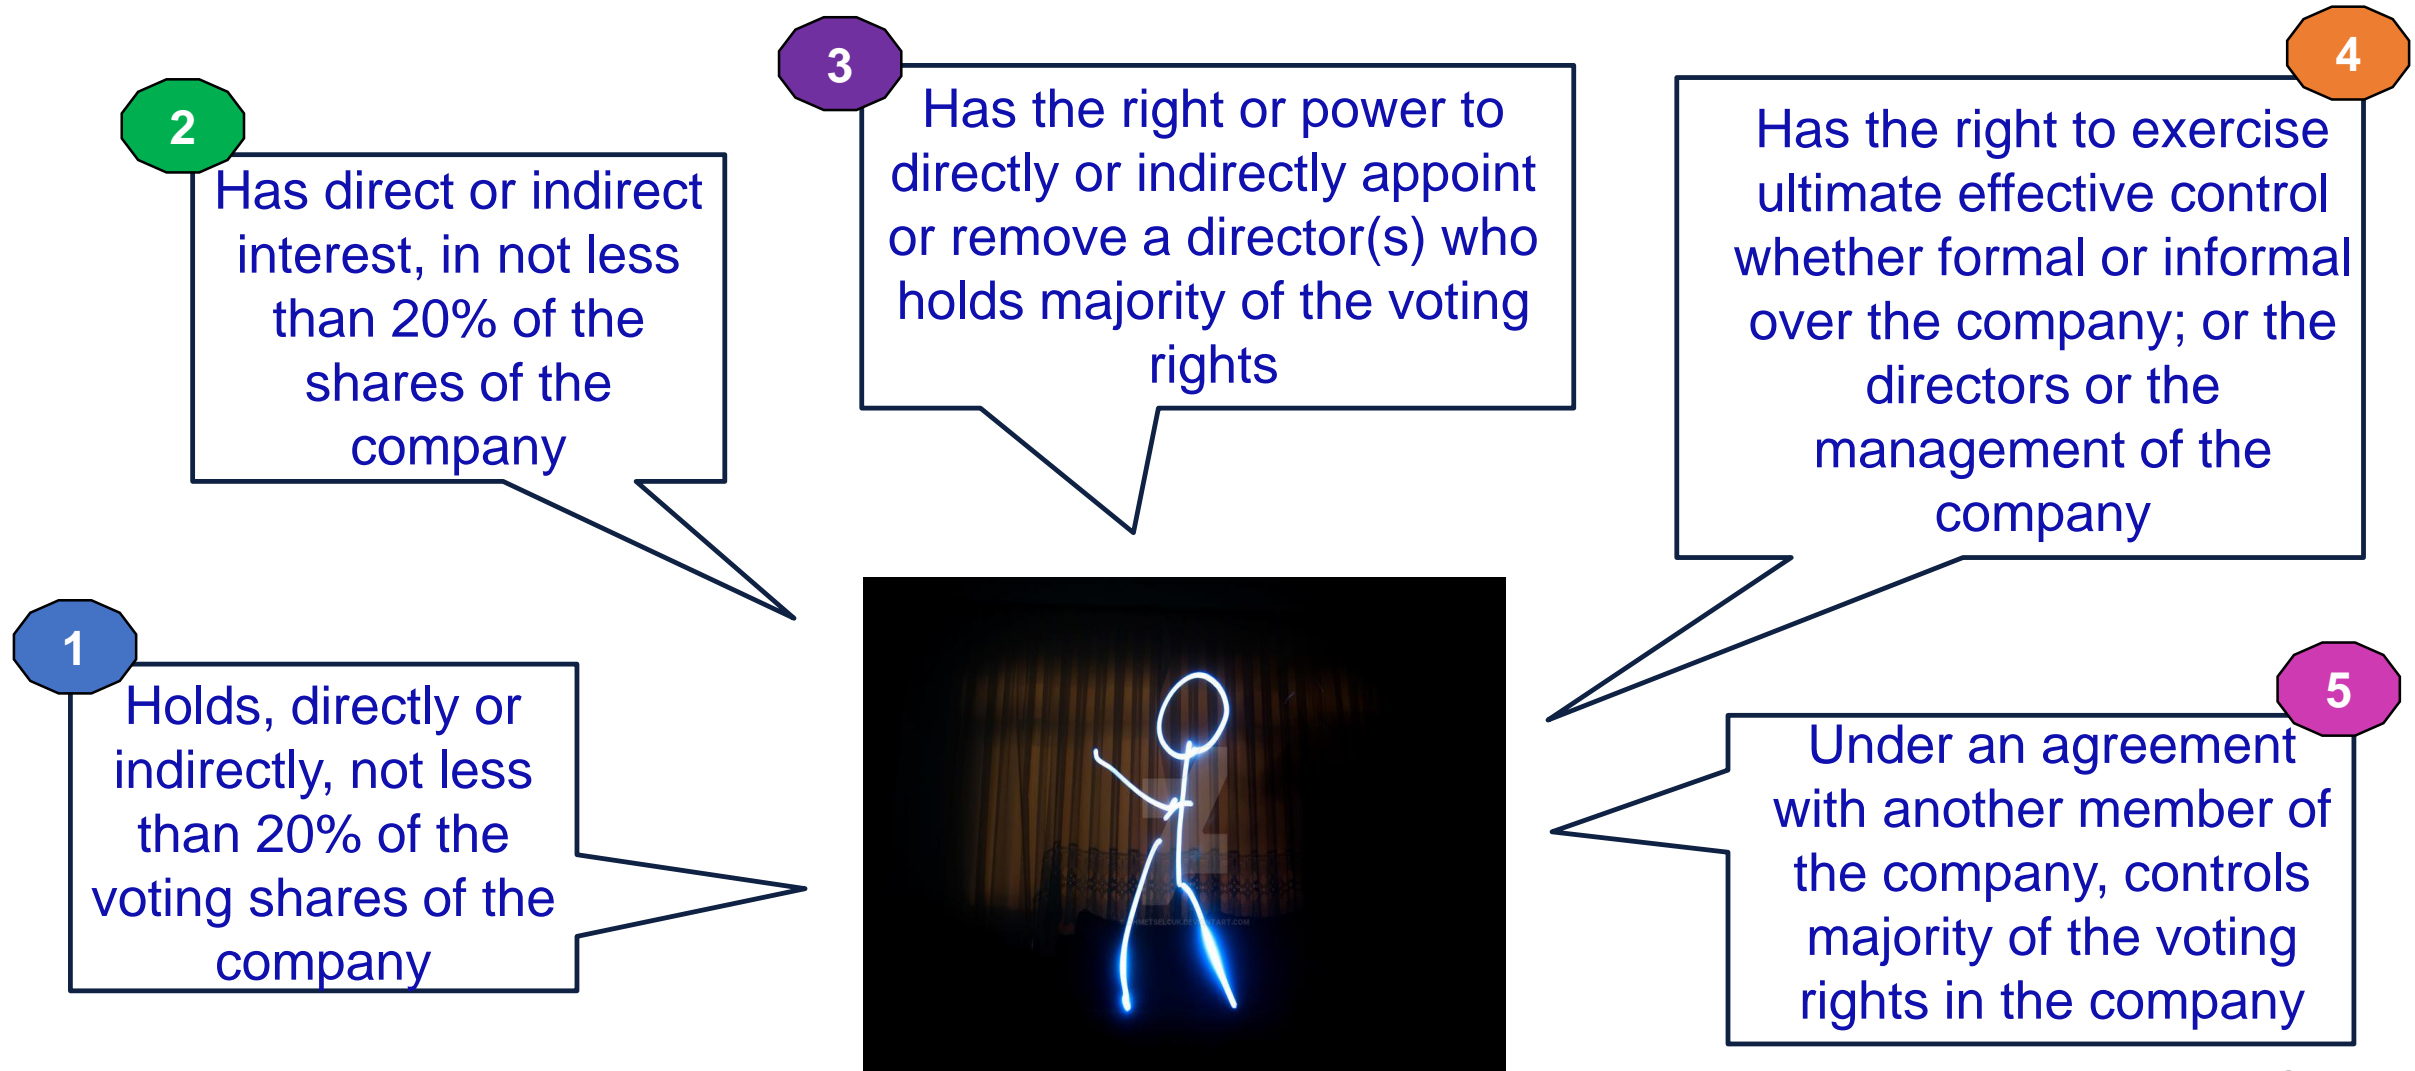 1
Holds, directly or
indirectly, not less
than 20% of the
voting shares of the
company
2
Has direct or indirect
interest, in not less
than 20% of the
shares of the
company
3
Has the right or power to
directly or indirectly appoint
or remove a director(s) who
holds majority of the voting
rights
4
Has the right to exercise
ultimate effective control
whether formal or informal
over the company; or the
directors or the
management of the
company
5
Under an agreement
with another member of
the company, controls
majority of the voting
rights in the company